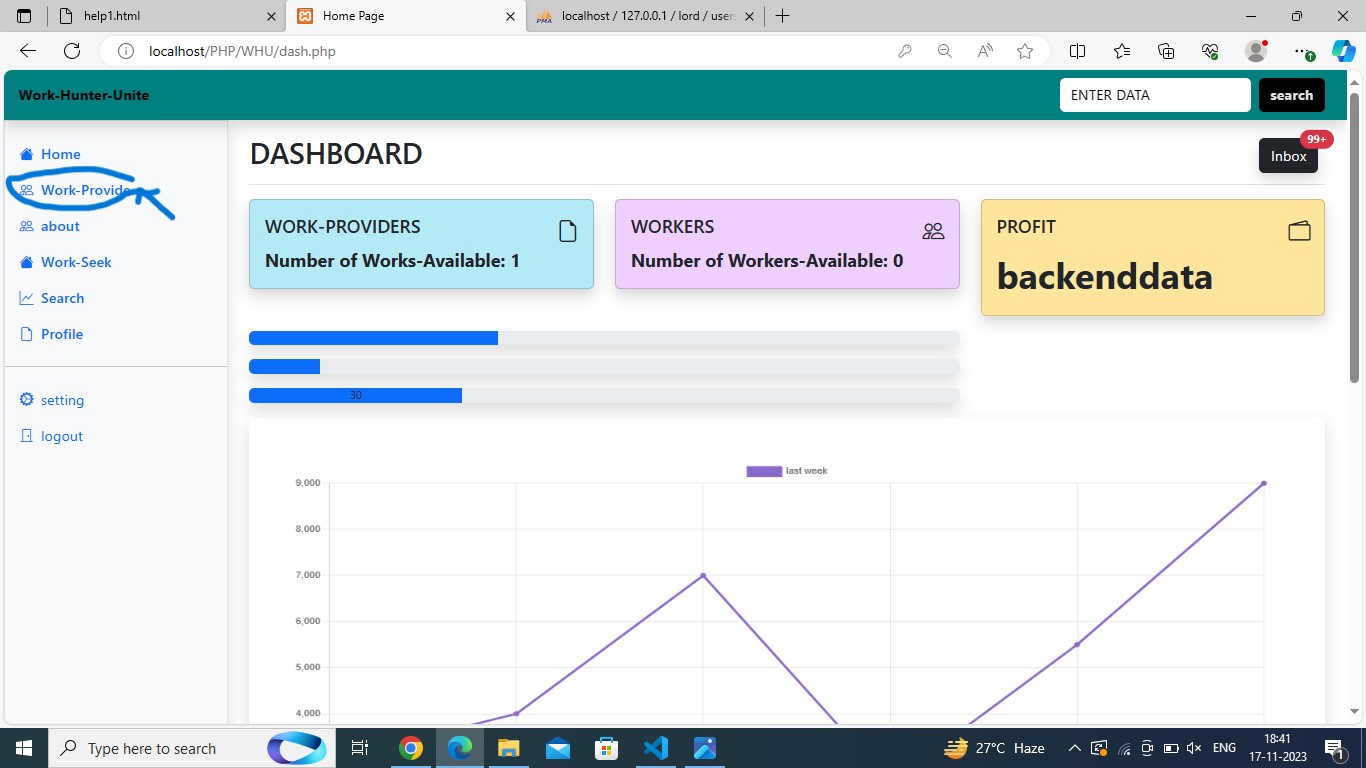 help1.html
Home Page
localhost / 127.0.0.1 / lord / user
localhost/PHP/WHU/dash.php
Work-Hunter-Unite
ENTER DATA
search
Home
Work-Provide
about
Work-Seek
Search
Profile
setting
logout
DASHBOARD
99+
Inbox
WORK-PROVIDERS
Number of Works-Available: 1
WORKERS
Number of Workers-Available: 0
PROFIT
backenddata
30
last week
9,000
8,000
7,000
6,000
5,000
4,000
Type here to search
27°C Haze
ENG
18:41
17-11-2023
1